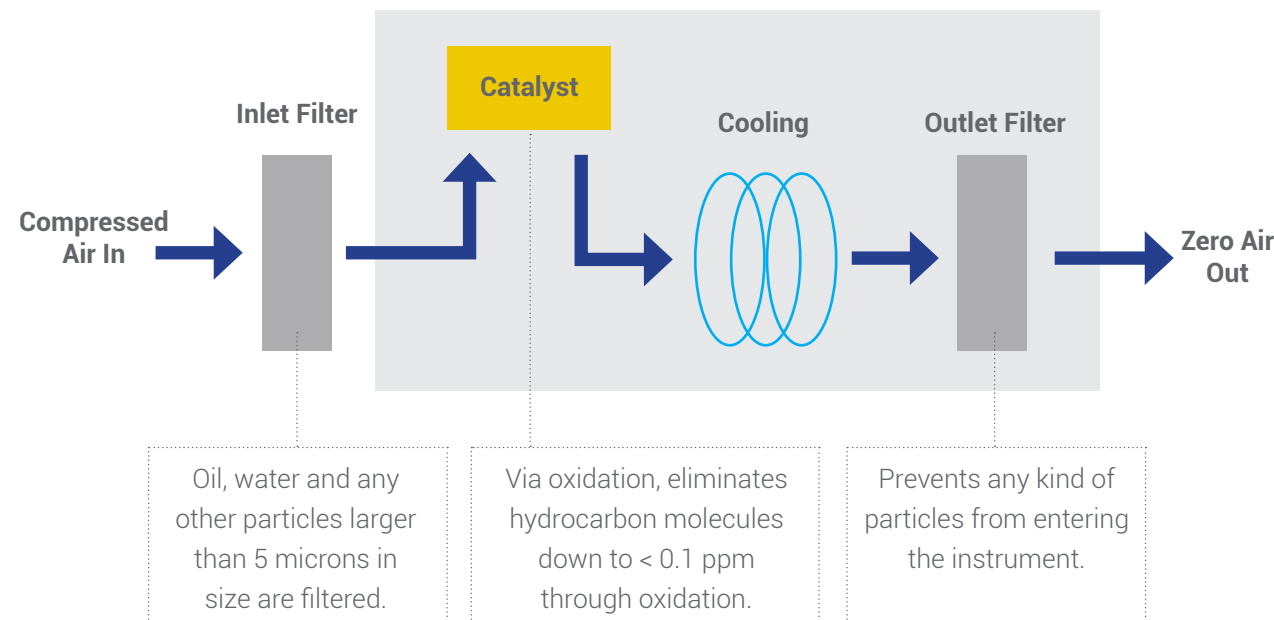 Compressed
Air In
Inlet Filter
Catalyst
Cooling
Outlet Filter
Zero Air
Out
Oil, water and any
other particles larger
than 5 microns in
size are filtered.
Via oxidation, eliminates
hydrocarbon molecules
down to < 0.1 ppm
through oxidation.
Prevents any kind of
particles from entering
the instrument.